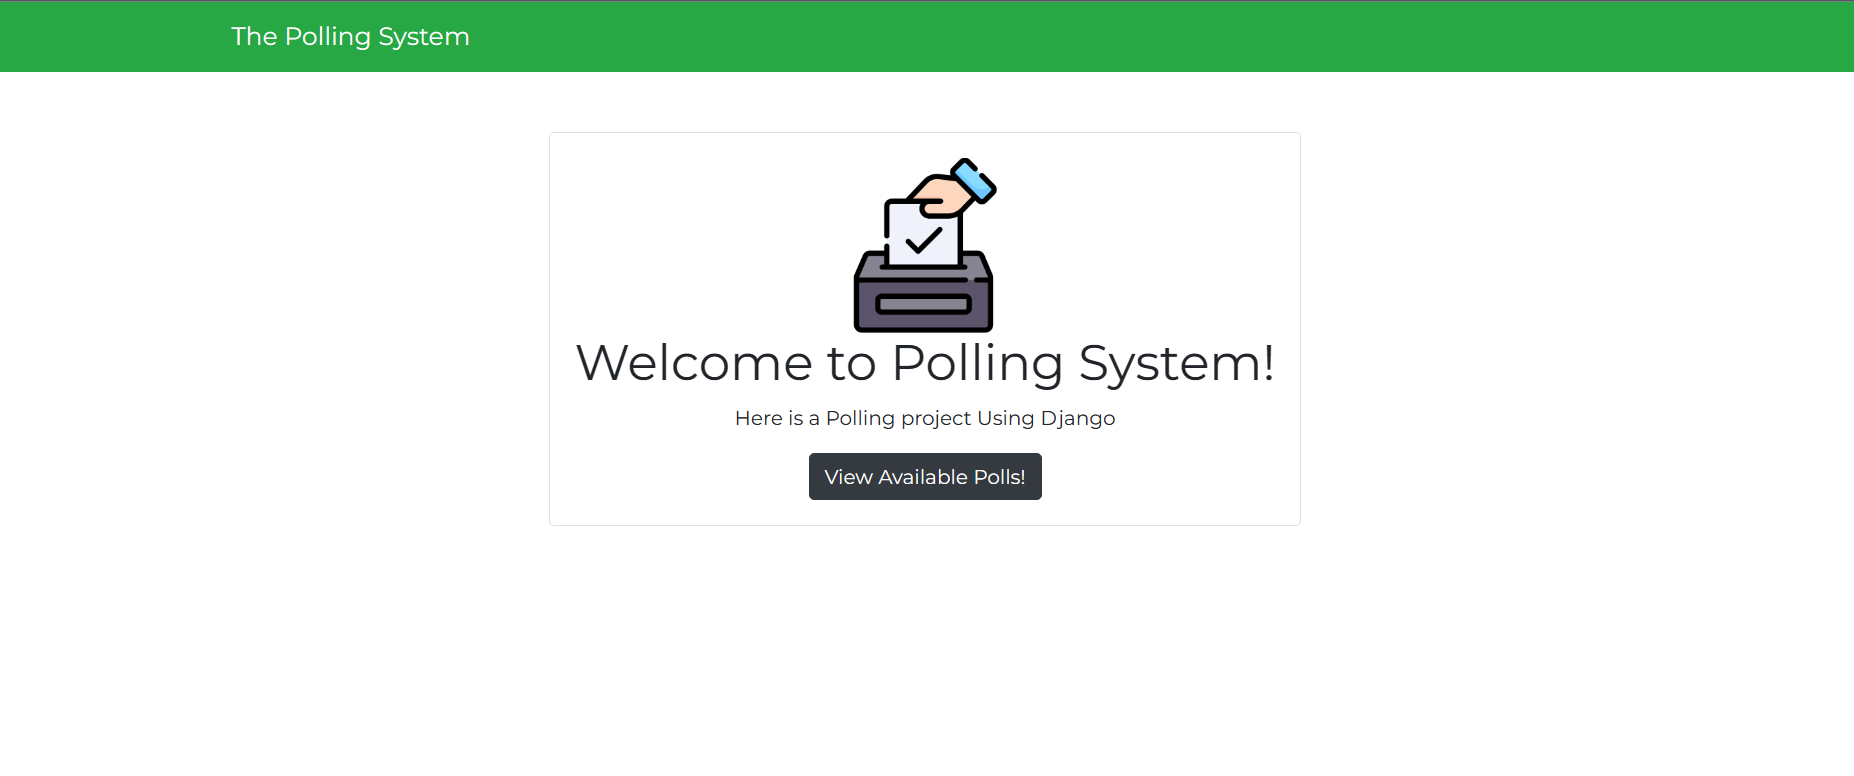 The Polling System
Welcome to Polling System!
Here is a Polling project Using Django
View Available Polls!